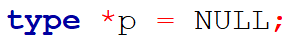 type *p = NULL;